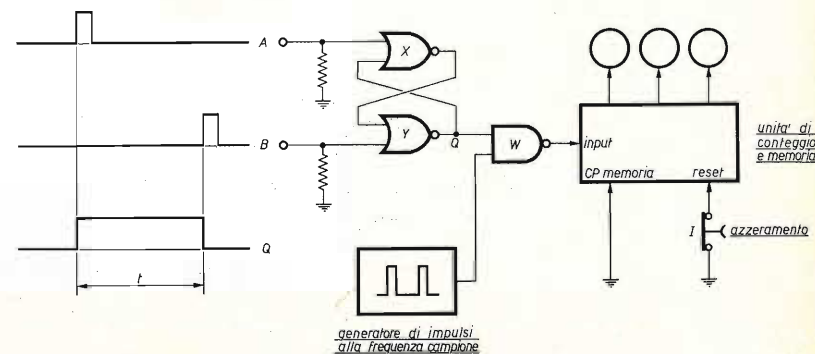 A
X
B
Y
Q
W
input
CP memoria
reset
unita' di
conteggio
e memoria
I
azzeramento
Q
t
generatore di impulsi
alla frequenza campione